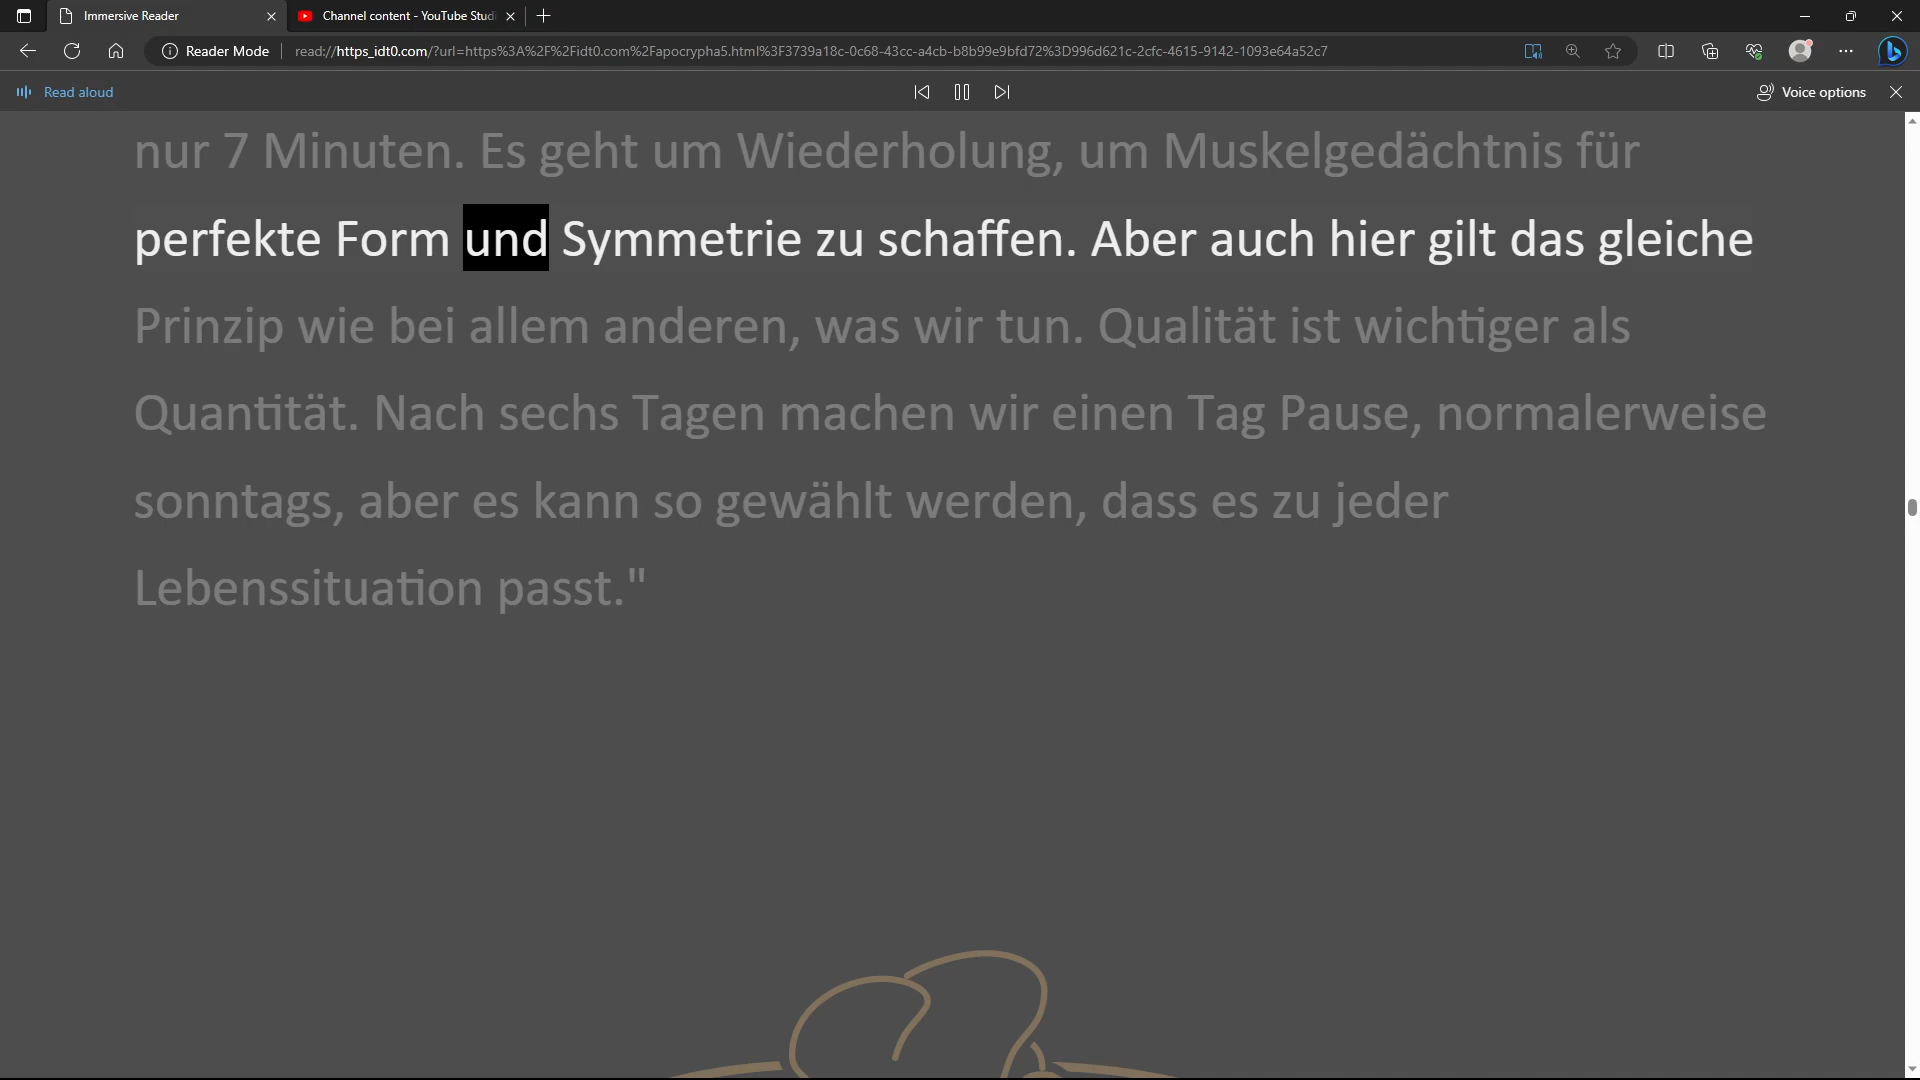 Immersive Reader
Channel content - YouTube Studi
Reader Mode
read://https_idt0.com/?url=https%3A%2F%2Fidt0.com%2Fapocrypha5.html%3F3739a18c-0c68-43cc-a4cb-b8b99e9bfd72%3D996d621c-2cfc-4615-9142-1093e64a52c7
Read aloud
Voice options
nur 7 Minuten. Es geht um Wiederholung, um Muskelgedächtnis für
perfekte Form und Symmetrie zu schaffen. Aber auch hier gilt das gleiche
Prinzip wie bei allem anderen, was wir tun. Qualität ist wichtiger als
Quantität. Nach sechs Tagen machen wir einen Tag Pause, normalerweise
sonntags, aber es kann so gewählt werden, dass es zu jeder
Lebenssituation passt."